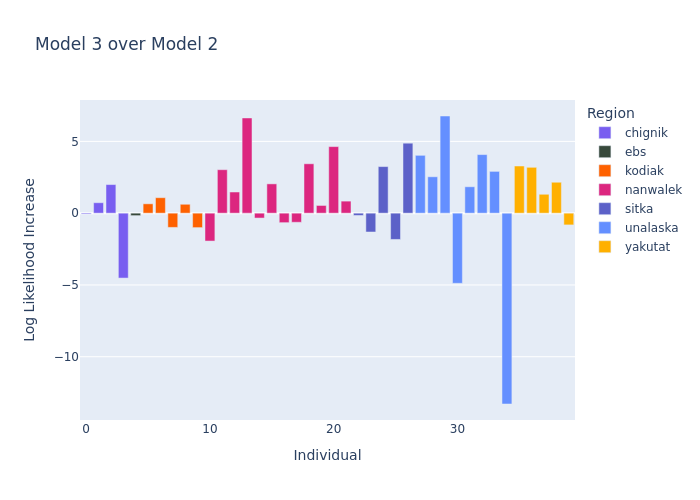 Model 3 over Model 2
Log Likelihood Increase
5
0
−5
−10
0
10
20
30
Individual
Region
chignik
ebs
kodiak
nanwalek
sitka
unalaska
yakutat